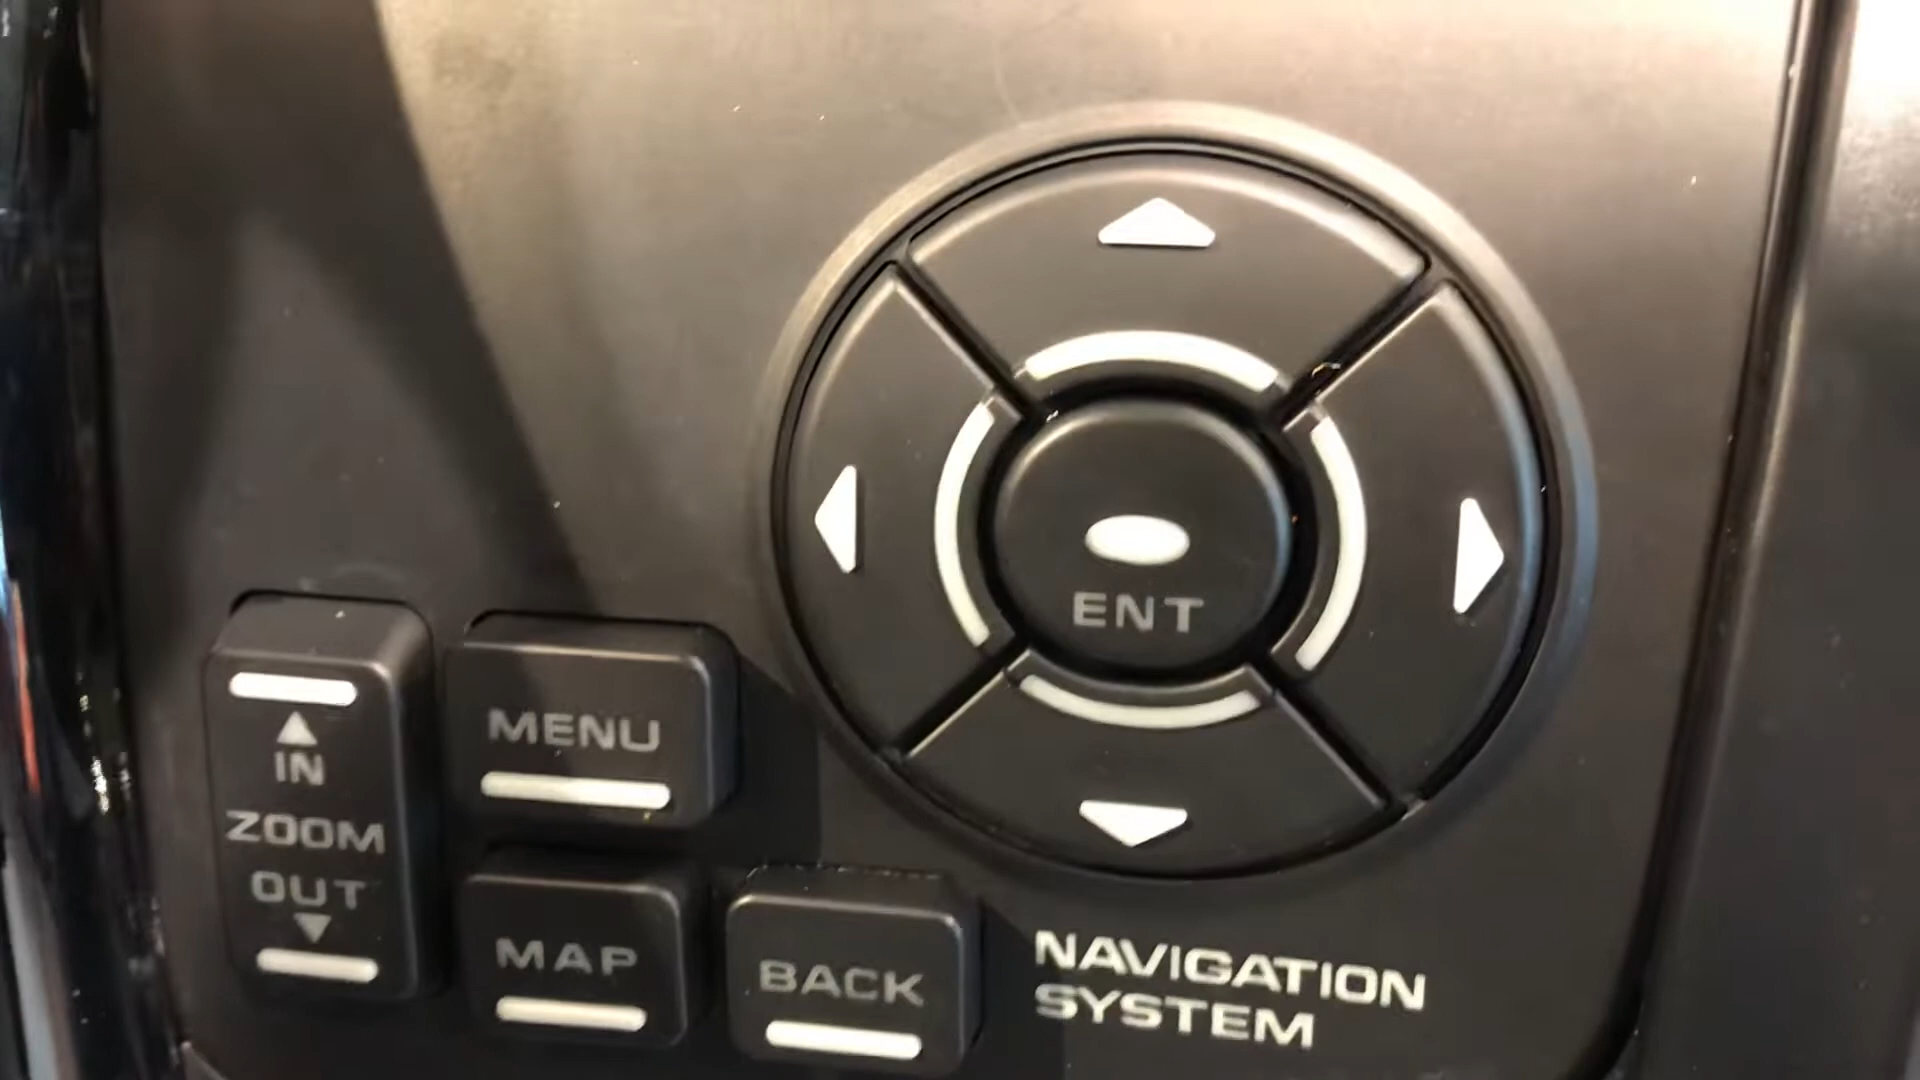 ENT
IN
ZOOM
OUT
MENU
MAP
BACK
NAVIGATION
SYSTEM